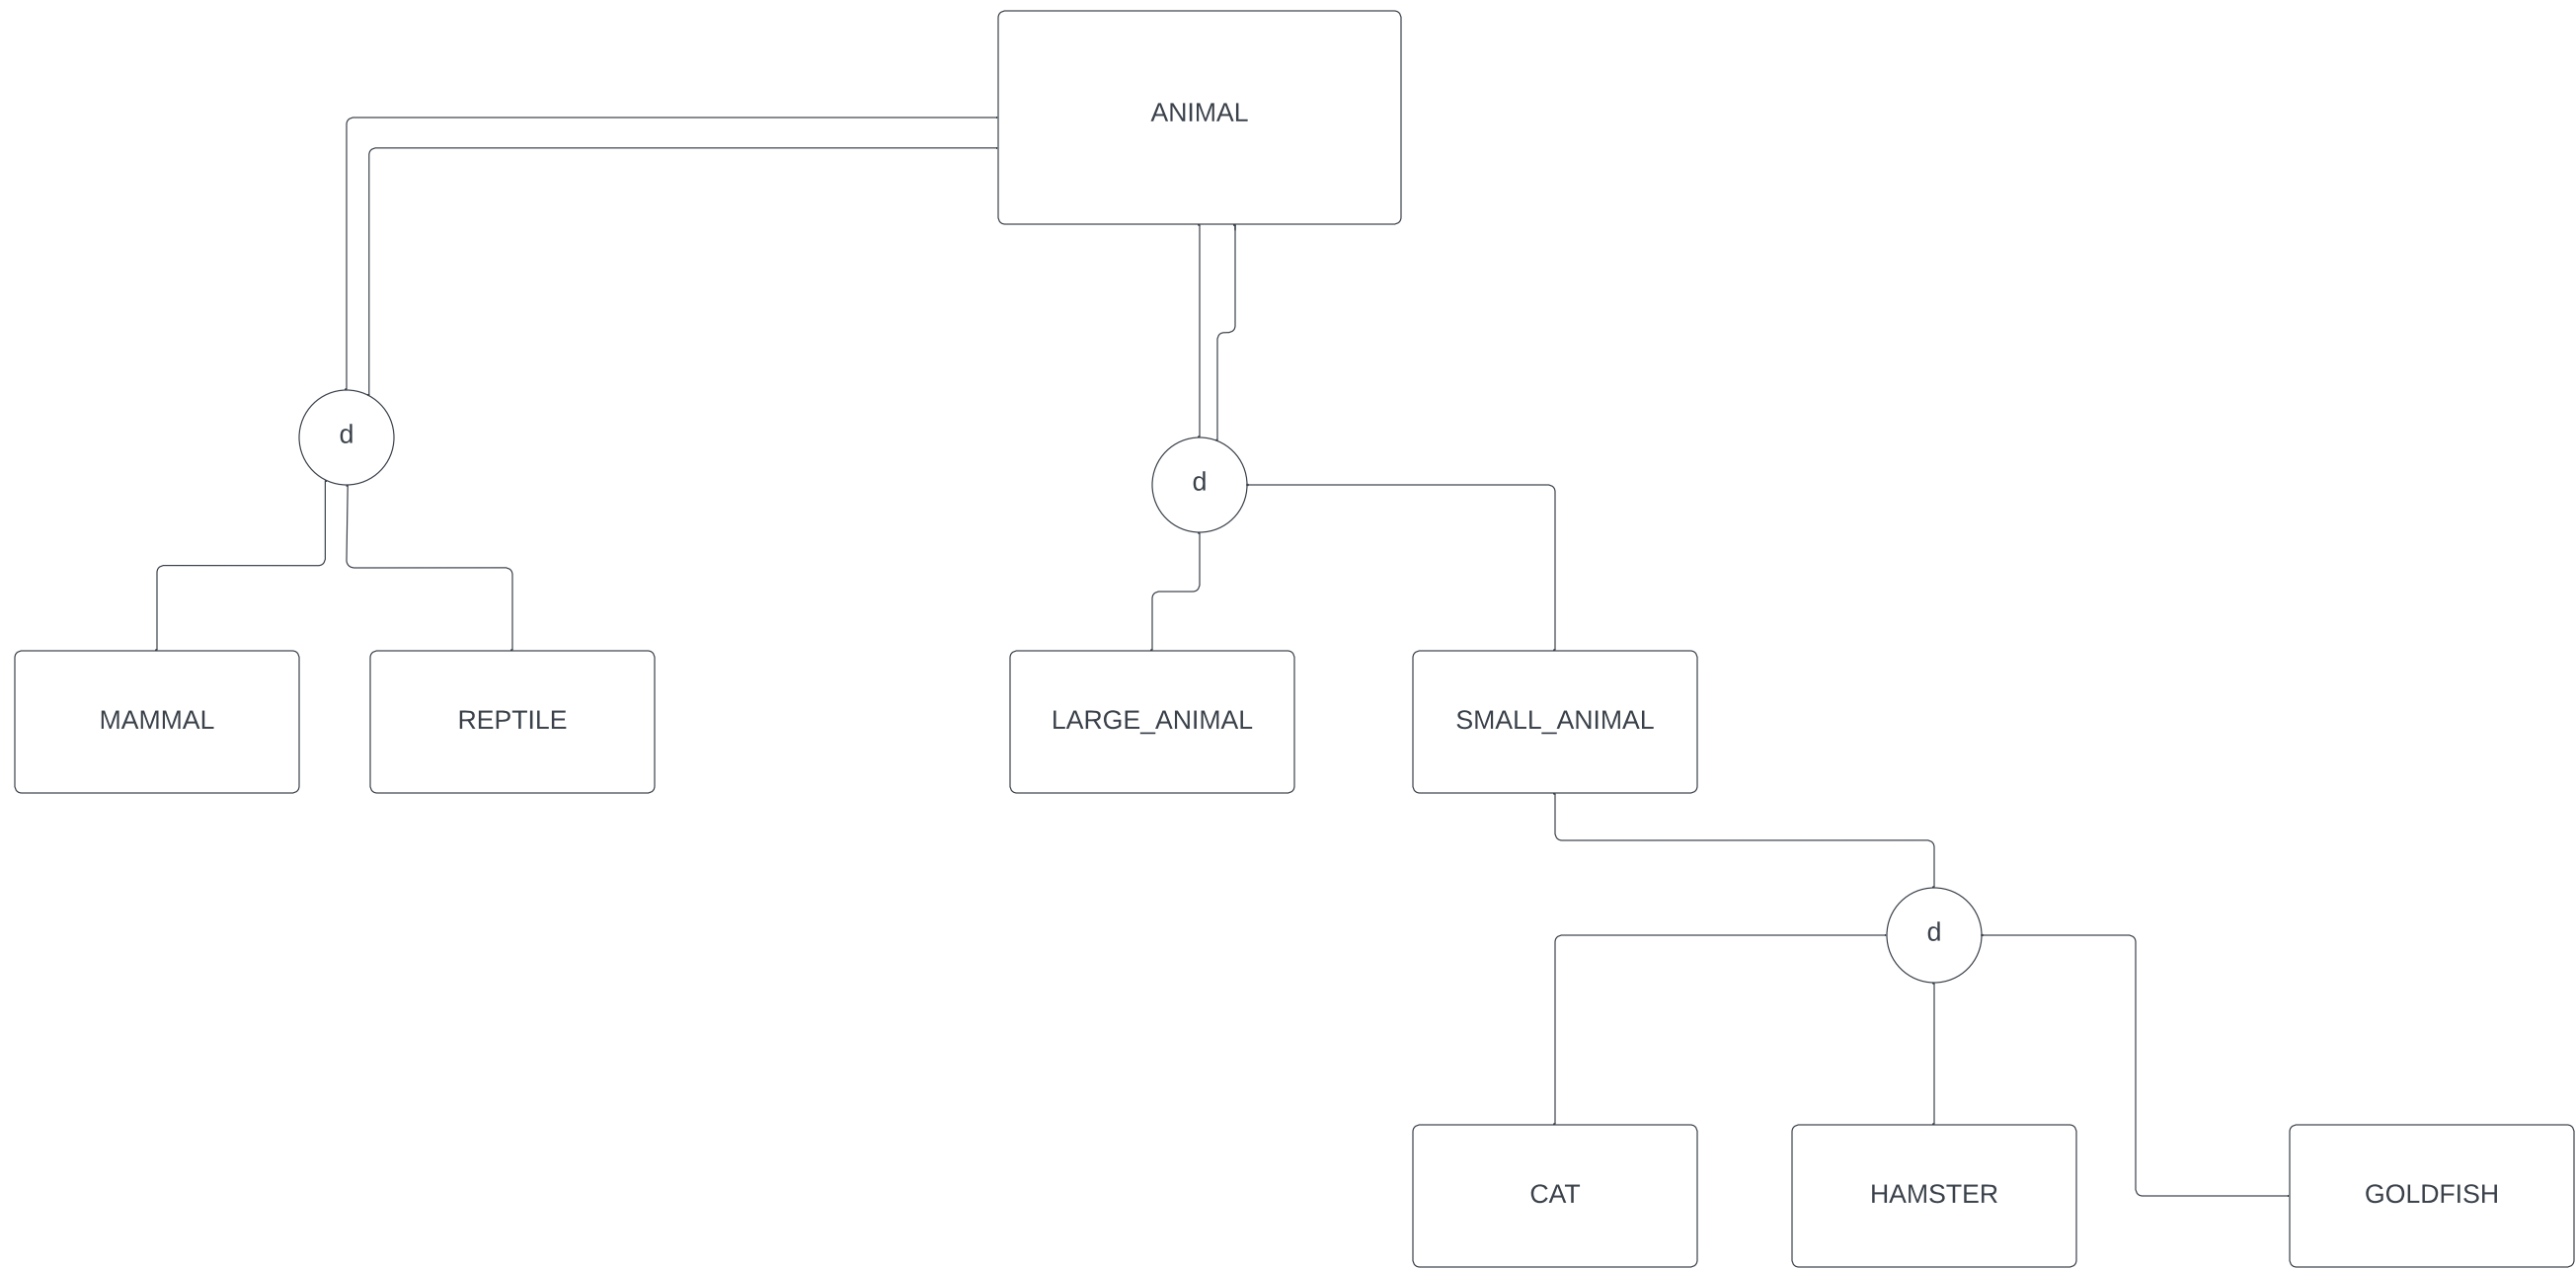 ANIMAL
d
d
MAMMAL
REPTILE
LARGE_ANIMAL
SMALL_ANIMAL
d
CAT
HAMSTER
GOLDFISH